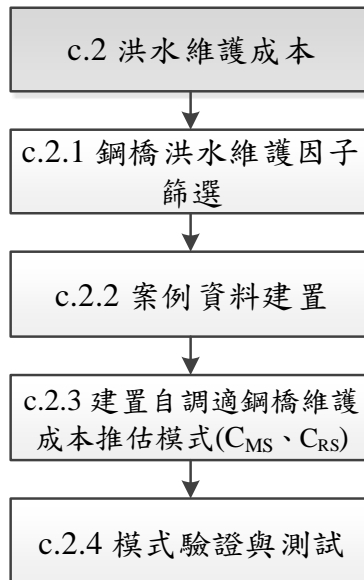 c.2 洪水維護成本
c.2.1 鋼橋洪水維護因子
篩選
c.2.2 案例資料建置
c.2.3 建置自調適鋼橋維護
成本推估模式(CMS、CRS)
c.2.4 模式驗證與測試